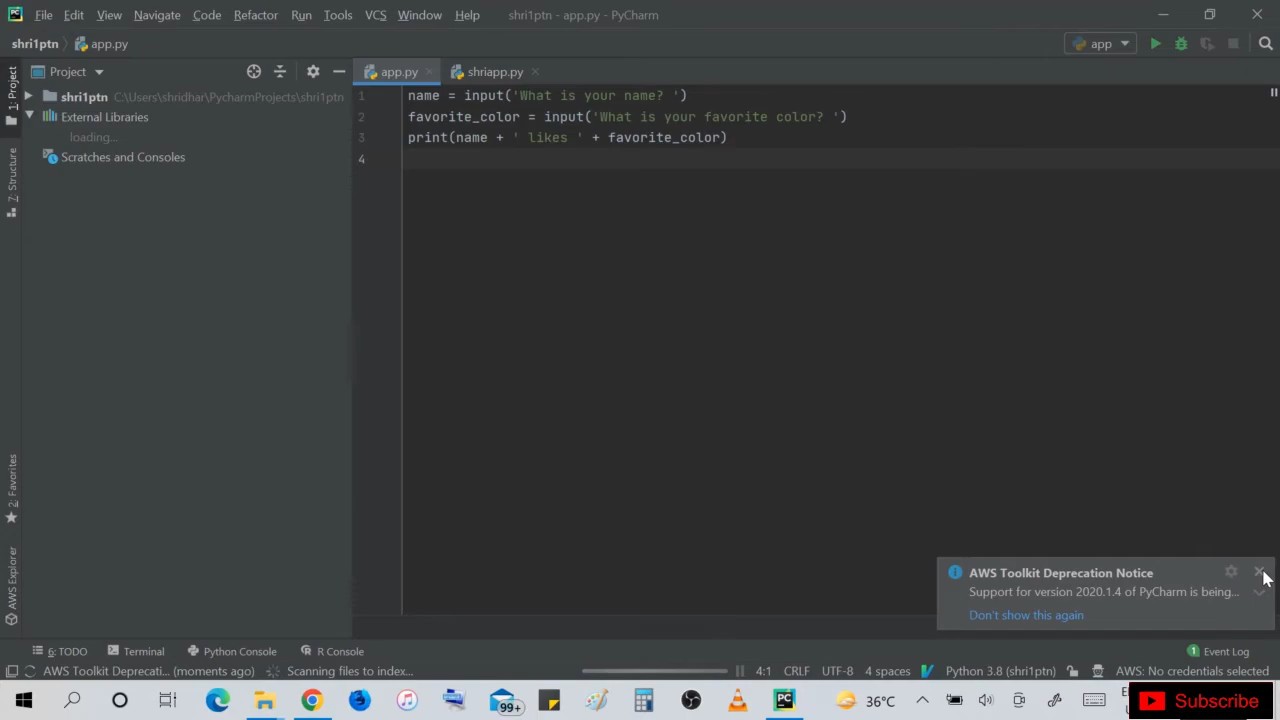 File Edit View Navigate Code Refactor Run Tools VCS Window Help shri1ptn - app.py - PyCharm
shri1ptn app.py app
Project
app.py
shriapp.py
shri1ptn C:\Users\shridhar\PycharmProjects\shri1ptn
External Libraries
loading...
Scratches and Consoles
1 name = input('What is your name? ')
2 favorite_color = input('What is your favorite color? ')
3 print(name + ' likes ' + favorite_color)
4
1: Project
7: Structure
2: Favorites
AWS Explorer
AWS Toolkit Deprecation Notice
Support for version 2020.1.4 of PyCharm is being...
Don't show this again
6: TODO Terminal Python Console R Console 1 Event Log
AWS Toolkit Deprecati... (moments ago) Scanning files to index... 4:1 CRLF UTF-8 4 spaces Python 3.8 (shri1ptn) AWS: No credentials selected
PC 99+ 36°C
Subscribe